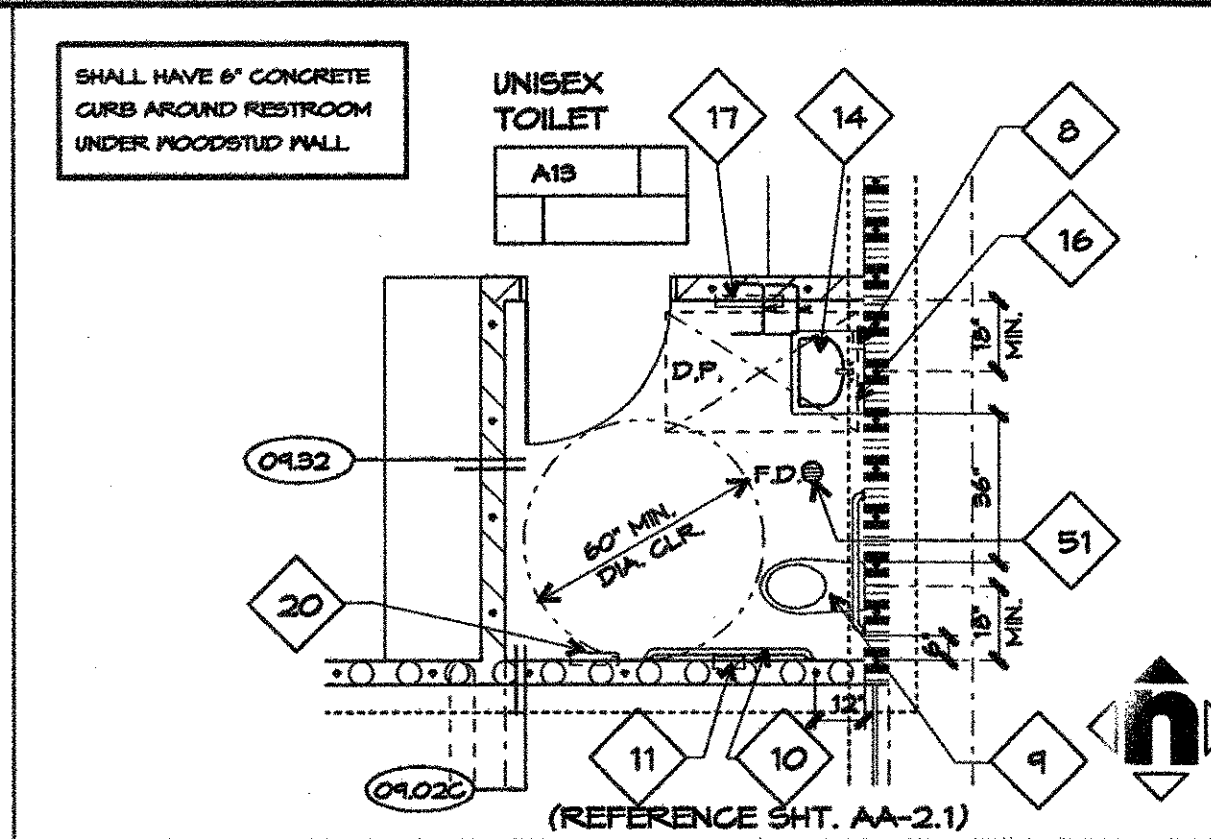 SHALL HAVE 6" CONCRETE
CURB AROUND RESTROOM
UNDER WOODSTUD WALL
UNISEX
TOILET
A13
17
14
8
16
18"
MIN.
D.P.
09.32
F.D.
36"
60" MIN.
DIA. CLR.
51
20
18"
MIN.
6"
12"
11
10
9
n
09.02C
(REFERENCE SHT. AA-2.1)